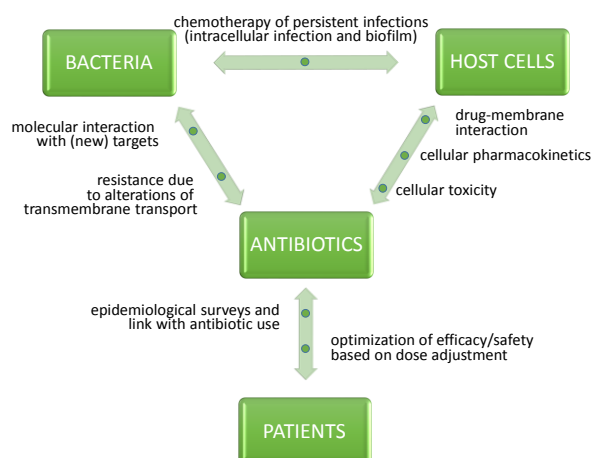 chemotherapy of persistent infections
(intracellular infection and biofilm)
BACTERIA
HOST CELLS
molecular interaction
with (new) targets
resistance due
to alterations of
transmembrane transport
drug-membrane
interaction
cellular pharmacokinetics
cellular toxicity
ANTIBIOTICS
epidemiological surveys and
link with antibiotic use
optimization of efficacy/safety
based on dose adjustment
PATIENTS